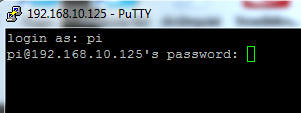 192.168.10.125 - PuTTY
login as: pi
pi@192.168.10.125's password: